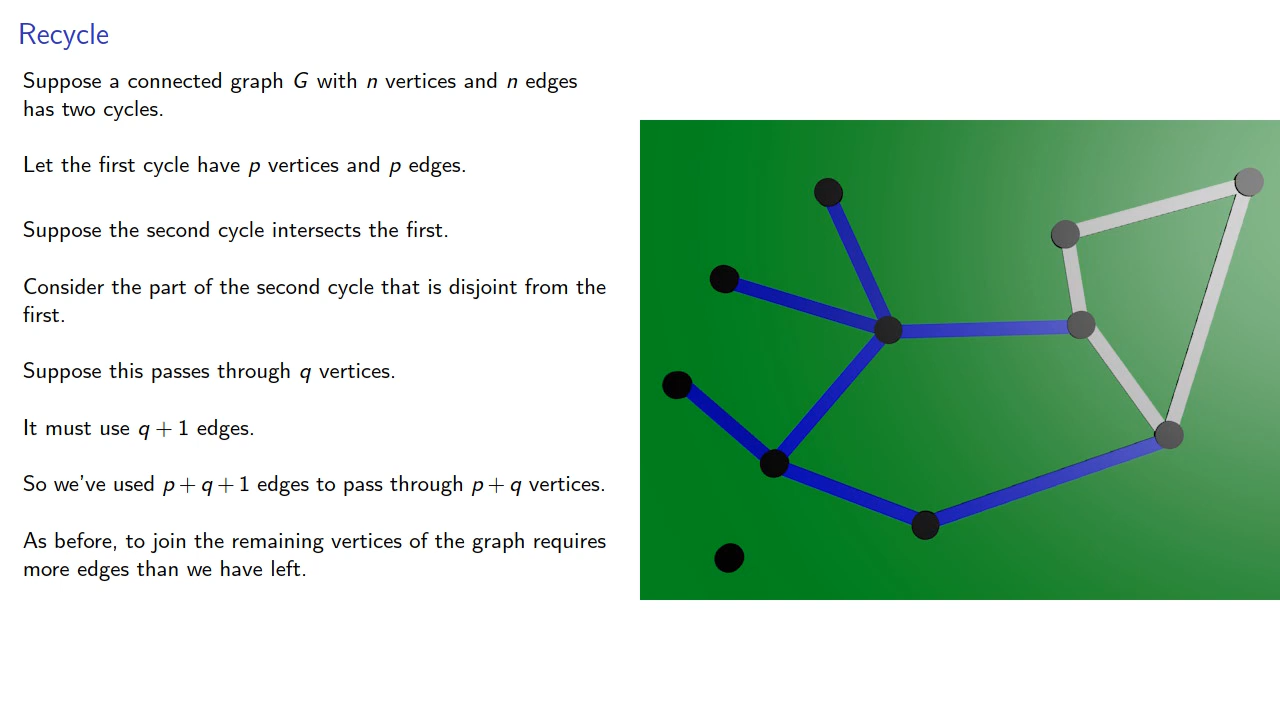 Recycle
Suppose a connected graph G with n vertices and n edges
has two cycles.
Let the first cycle have p vertices and p edges.
Suppose the second cycle intersects the first.
Consider the part of the second cycle that is disjoint from the
first.
Suppose this passes through q vertices.
It must use q + 1 edges.
So we've used p + q + 1 edges to pass through p + q vertices.
As before, to join the remaining vertices of the graph requires
more edges than we have left.